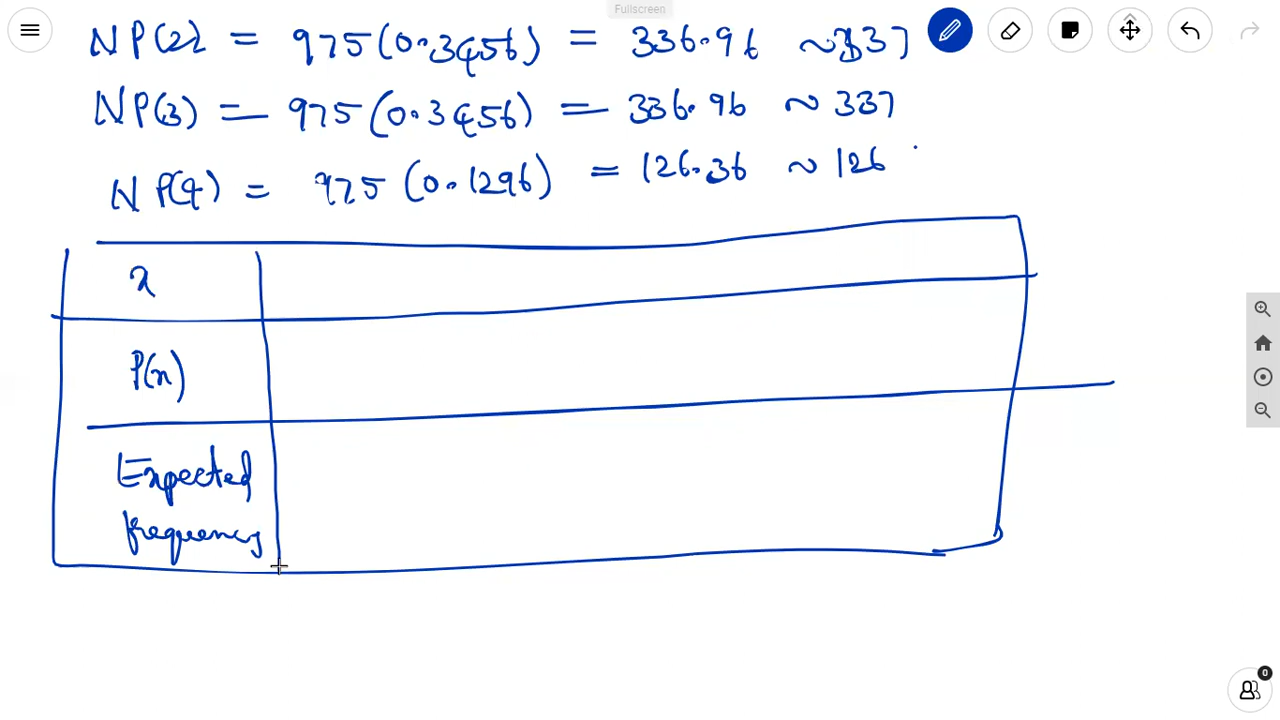 Fullscreen
NP(2) = 975(0.3456) = 336.96 ~337
NP(3) = 975(0.3456) = 336.96 ~ 337
NP(4) = 975 (0.1296) = 126.36 ~ 126
x
P(x)
Expected
frequency
0